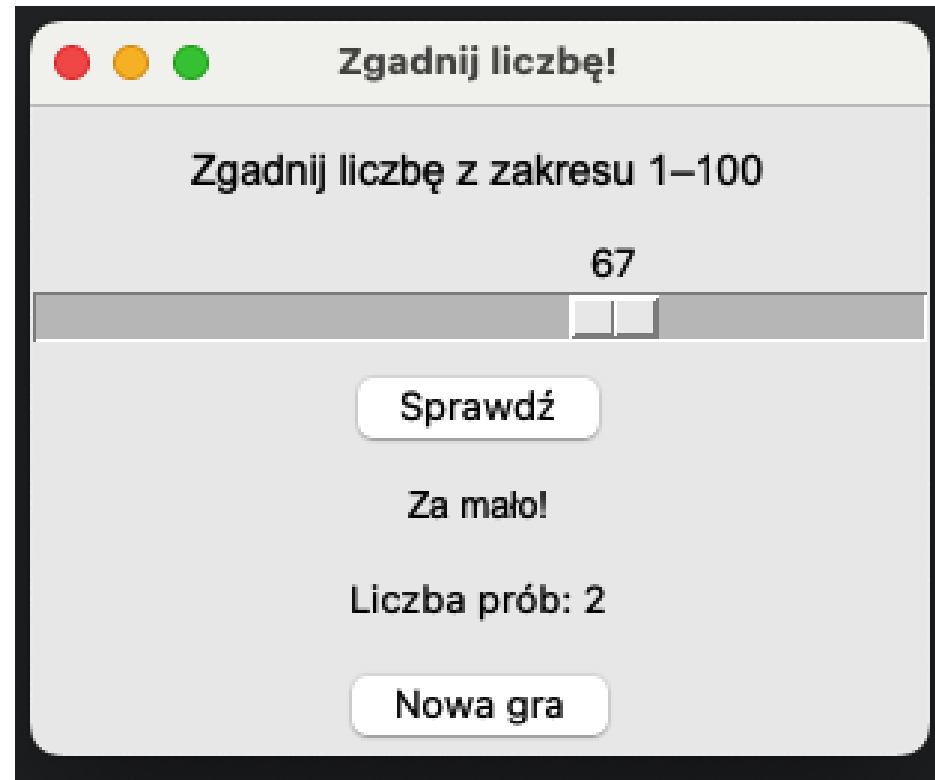 Zgadnij liczbę!
Zgadnij liczbę z zakresu 1–100
67
Sprawdź
Za mało!
Liczba prób: 2
Nowa gra